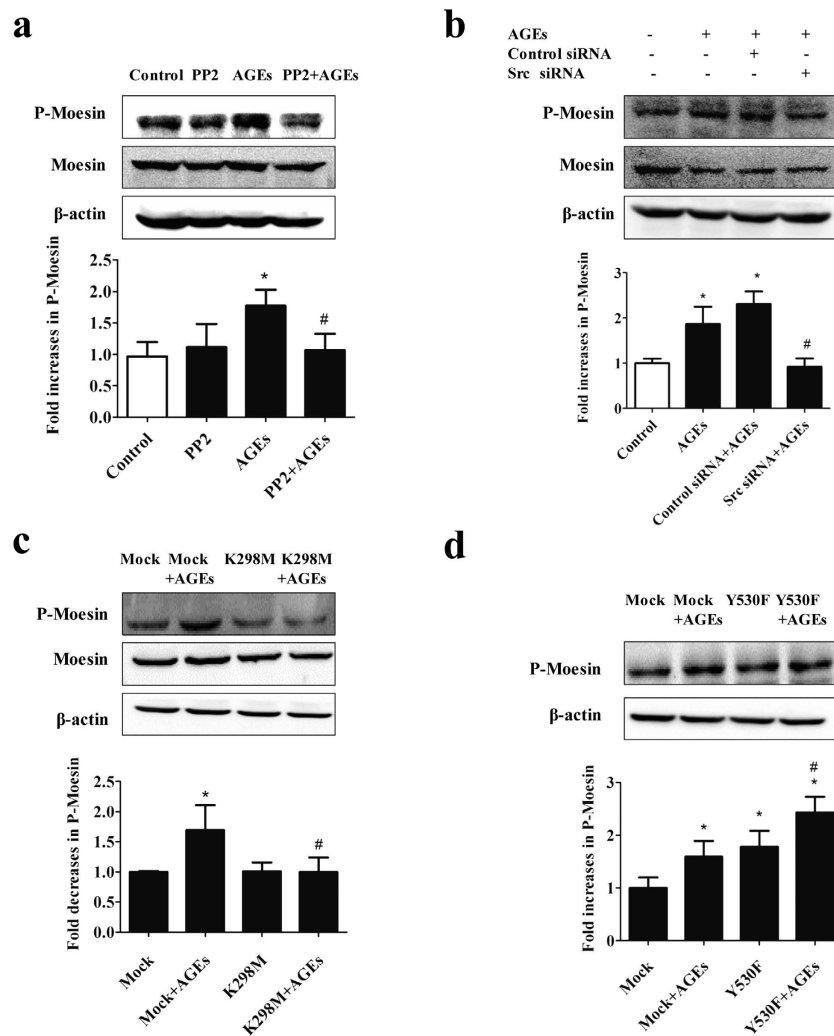 a
Control PP2 AGEs PP2+AGEs
P-Moesin
Moesin
β-actin
Fold increases in P-Moesin
2.5
2.0
1.5
1.0
0.5
0.0
*
#
Control
PP2
AGEs
PP2+AGEs
b
AGEs - + + +
Control siRNA - - + -
Src siRNA - - - +
P-Moesin
Moesin
β-actin
Fold increases in P-Moesin
3
2
1
0
*
*
#
Control
AGEs
Control siRNA+AGEs
Src siRNA+AGEs
c
Mock Mock K298M K298M
+AGEs +AGEs
P-Moesin
Moesin
β-actin
Fold decreases in P-Moesin
2.5
2.0
1.5
1.0
0.5
0.0
*
#
Mock
Mock+AGEs
K298M
K298M+AGEs
d
Mock Mock Y530F Y530F
+AGEs +AGEs
P-Moesin
β-actin
Fold increases in P-Moesin
3
2
1
0
*
*
#
*
Mock
Mock+AGEs
Y530F
Y530F+AGEs